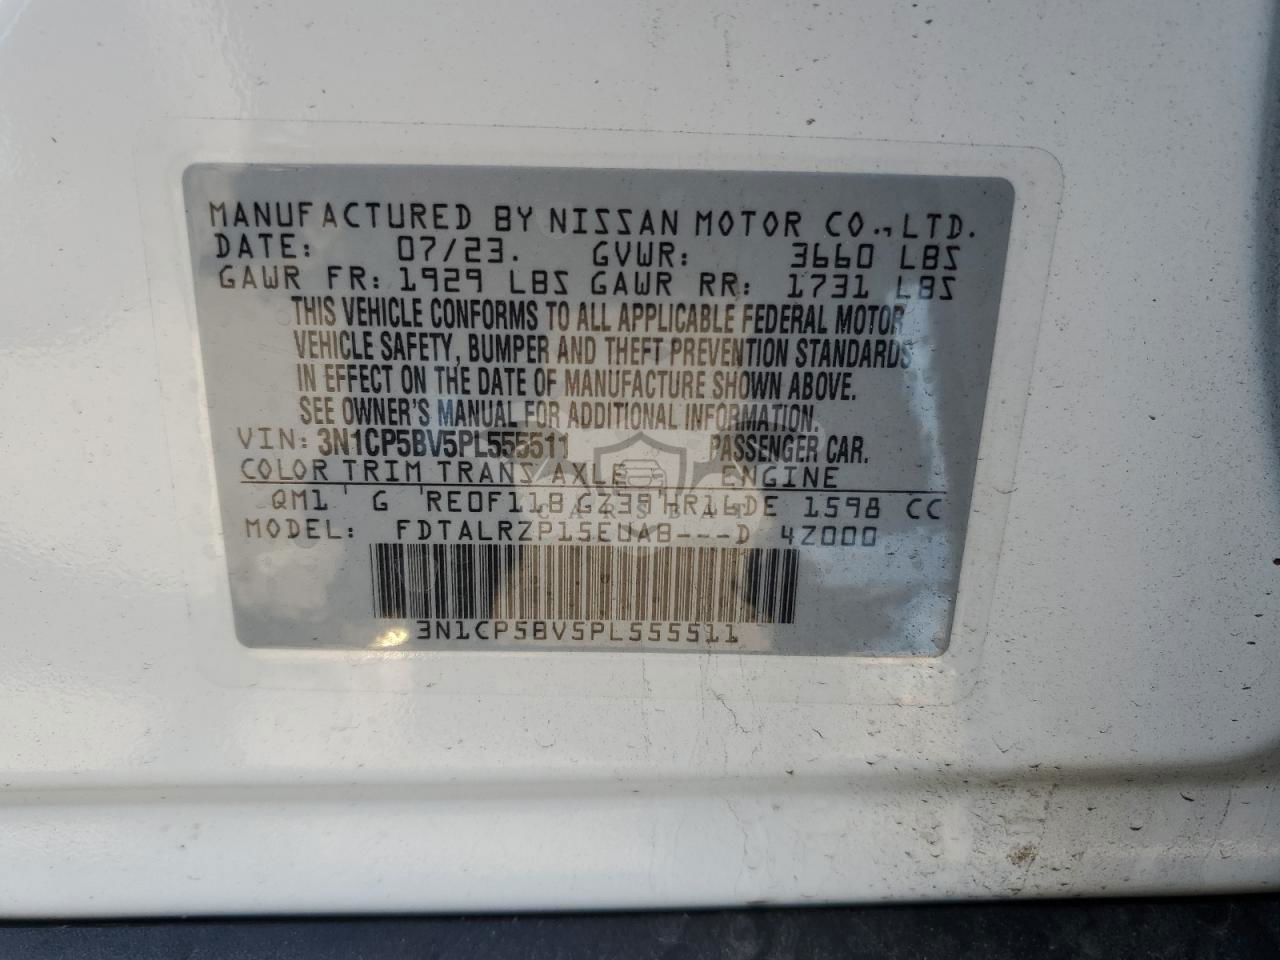 MANUFACTURED BY NISSAN MOTOR CO., LTD.
DATE: 07/23. GVWR: 3660 LBS
GAWR FR: 1929 LBS GAWR RR: 1731 LBS
THIS VEHICLE CONFORMS TO ALL APPLICABLE FEDERAL MOTOR
VEHICLE SAFETY, BUMPER AND THEFT PREVENTION STANDARDS
IN EFFECT ON THE DATE OF MANUFACTURE SHOWN ABOVE.
SEE OWNER'S MANUAL FOR ADDITIONAL INFORMATION.
VIN: 3N1CP5BV5PL555511 PASSENGER CAR.
COLOR TRIM TRANS AXLE ENGINE
QM1 G RE0F11B GZ39 HR16DE 1598 CC
CARSBAT
MODEL: FDTALRZP15EUAB---D 4Z000
3N1CP5BV5PL555511